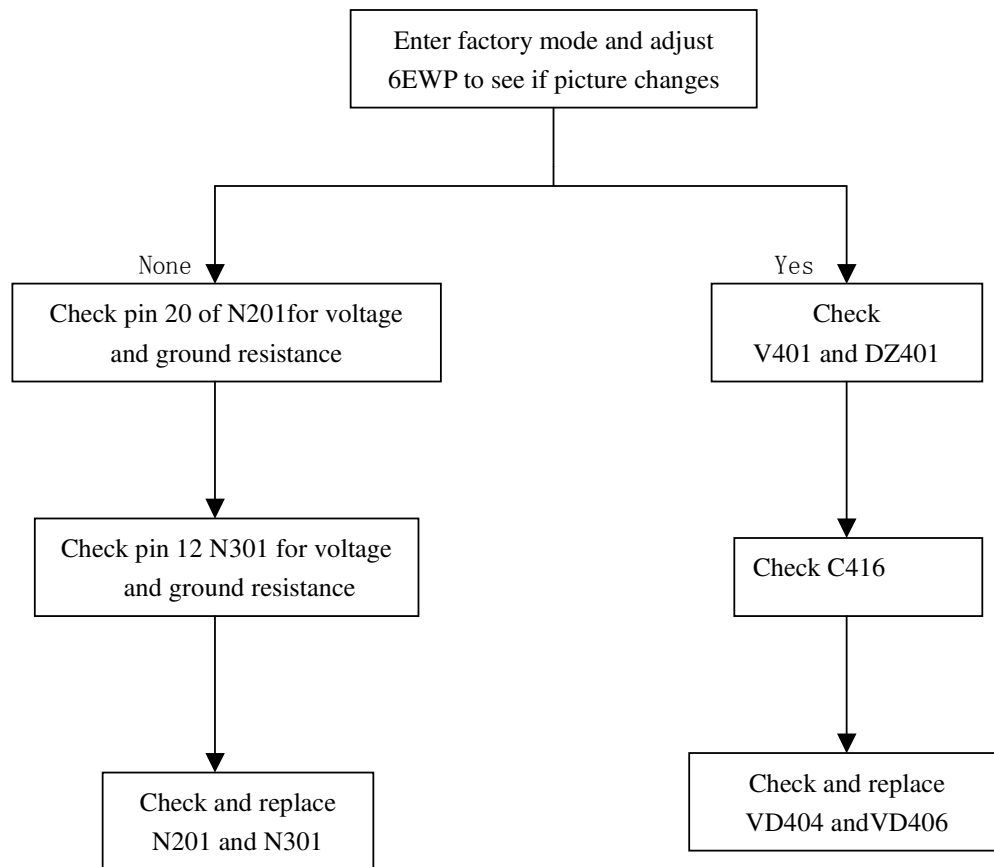 Enter factory mode and adjust
6EWP to see if picture changes
None
Yes
Check pin 20 of N201for voltage
and ground resistance
Check
V401 and DZ401
Check pin 12 N301 for voltage
and ground resistance
Check C416
Check and replace
N201 and N301
Check and replace
VD404 andVD406